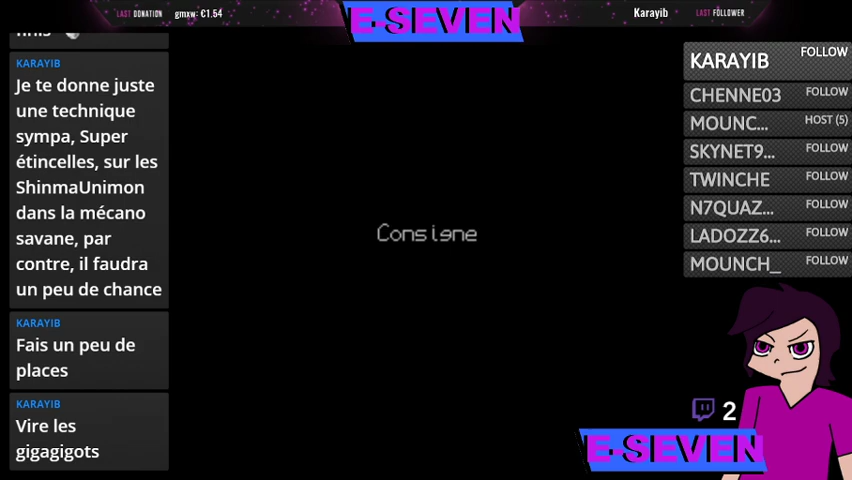 LAST DONATION gmxw: €1.54
E-SEVEN
Karayib LAST FOLLOWER
KARAYIB
Je te donne juste
une technique
sympa, Super
étincelles, sur les
ShinmaUnimon
dans la mécano
savane, par
contre, il faudra
un peu de chance
KARAYIB
Fais un peu de
places
KARAYIB
Vire les
gigagigots
Consigne
KARAYIB FOLLOW
CHENNE03 FOLLOW
MOUNC... HOST (5)
SKYNET9... FOLLOW
TWINCHE FOLLOW
N7QUAZ... FOLLOW
LADOZZ6... FOLLOW
MOUNCH_ FOLLOW
2
E-SEVEN